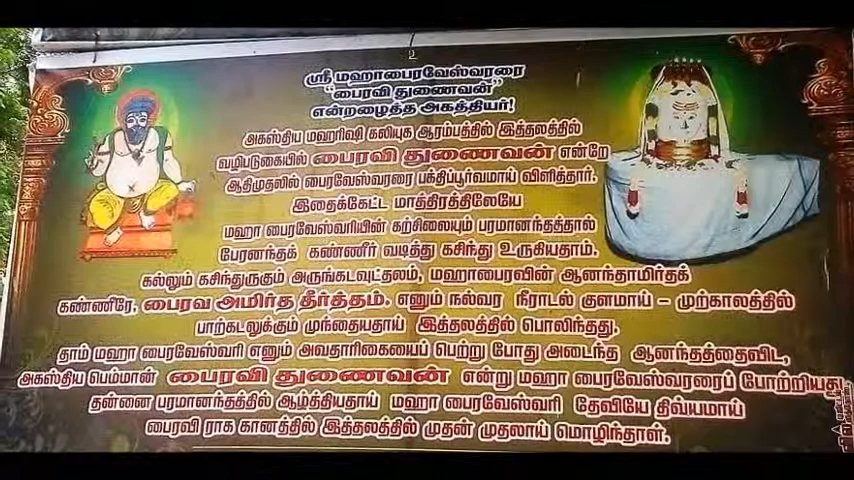 ஸ்ரீ மஹாபைரவேஸ்வரரை
"பைரவி துணைவன்"
என்றழைத்த அகத்தியர்!
அகஸ்திய மஹரிஷி கலியுக ஆரம்பத்தில் இத்தலத்தில்
வழிபடுகையில் பைரவி துணைவன் என்றே
ஆதிமுதலில் பைரவேஸ்வரரை பக்திப்பூர்வமாய் விளித்தார்.
இதைக்கேட்ட மாத்திரத்திலேயே
மஹா பைரவேஸ்வரியின் கற்சிலையும் பரமானந்தத்தால்
பேரானந்தக் கண்ணீர் வடித்து கசிந்து உருகியதாம்.
கல்லும் கசிந்துருகும் அருங்கடவுட்தலம், மஹாபைரவியின் ஆனந்தாமிர்தக்
கண்ணீரே, பைரவ அமிர்த தீர்த்தம். எனும் நல்வர நீராடல் குளமாய் - முற்காலத்தில்
பாற்கடலுக்கும் முந்தையதாய் இத்தலத்தில் பொலிந்தது!
தாம் மஹா பைரவேஸ்வரி எனும் அவதாரிகையைப் பெற்ற போது அடைந்த ஆனந்தத்தைவிட,
அகஸ்திய பெம்மான் பைரவி துணைவன் என்று மஹா பைரவேஸ்வரரைப் போற்றியது
தன்னை பரமானந்தத்தில் ஆழ்த்தியதாய் மஹா பைரவேஸ்வரி தேவியே திவ்யமாய்
பைரவி ராக கானத்தில் இத்தலத்தில் முதன் முதலாய் மொழிந்தாள்.